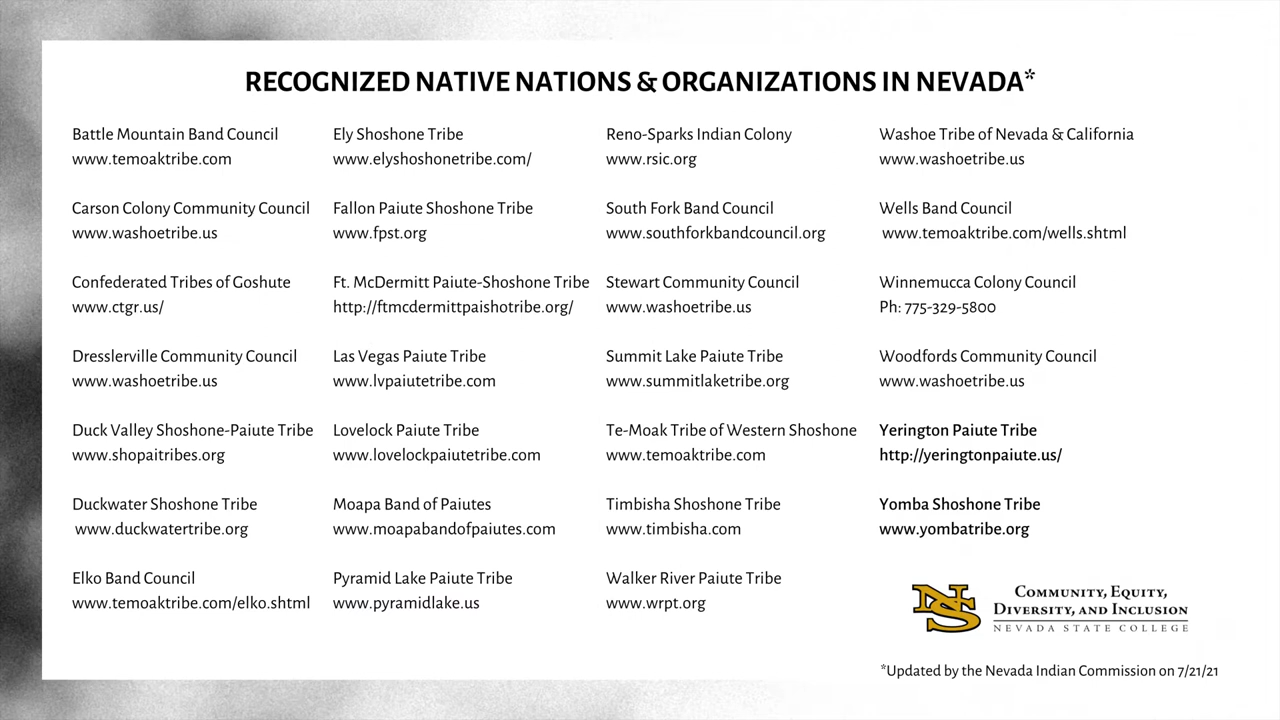 RECOGNIZED NATIVE NATIONS & ORGANIZATIONS IN NEVADA*
Battle Mountain Band Council
www.temoaktribe.com
Carson Colony Community Council
www.washoetribe.us
Confederated Tribes of Goshute
www.ctgr.us/
Dresslerville Community Council
www.washoetribe.us
Duck Valley Shoshone-Paiute Tribe
www.shopaitribes.org
Duckwater Shoshone Tribe
www.duckwatertribe.org
Elko Band Council
www.temoaktribe.com/elko.shtml
Ely Shoshone Tribe
www.elyshoshonetribe.com/
Fallon Paiute Shoshone Tribe
www.fpst.org
Ft. McDermitt Paiute-Shoshone Tribe
http://ftmcdermittpaishotribe.org/
Las Vegas Paiute Tribe
www.lvpaiutetribe.com
Lovelock Paiute Tribe
www.lovelockpaiutetribe.com
Moapa Band of Paiutes
www.moapabandofpaiutes.com
Pyramid Lake Paiute Tribe
www.pyramidlake.us
Reno-Sparks Indian Colony
www.rsic.org
South Fork Band Council
www.southforkbandcouncil.org
Stewart Community Council
www.washoetribe.us
Summit Lake Paiute Tribe
www.summitlaketribe.org
Te-Moak Tribe of Western Shoshone
www.temoaktribe.com
Timbisha Shoshone Tribe
www.timbisha.com
Walker River Paiute Tribe
www.wrpt.org
Washoe Tribe of Nevada & California
www.washoetribe.us
Wells Band Council
www.temoaktribe.com/wells.shtml
Winnemucca Colony Council
Ph: 775-329-5800
Woodfords Community Council
www.washoetribe.us
Yerington Paiute Tribe
http://yeringtonpaiute.us/
Yomba Shoshone Tribe
www.yombatribe.org
NS
COMMUNITY, EQUITY,
DIVERSITY, AND INCLUSION
NEVADA STATE COLLEGE
*Updated by the Nevada Indian Commission on 7/21/21